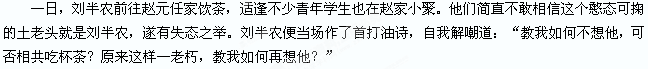 一日，刘半农前往赵元任家饮茶，适逢不少青年学生也在赵家小聚。他们简直不敢相信这个憨态可掬
的土老头就是刘半农，遂有失态之举。刘半农便当场作了首打油诗，自我解嘲道：“教我如何不想他，可
否相共吃杯茶？原来这样一老朽，教我如何再想他？”